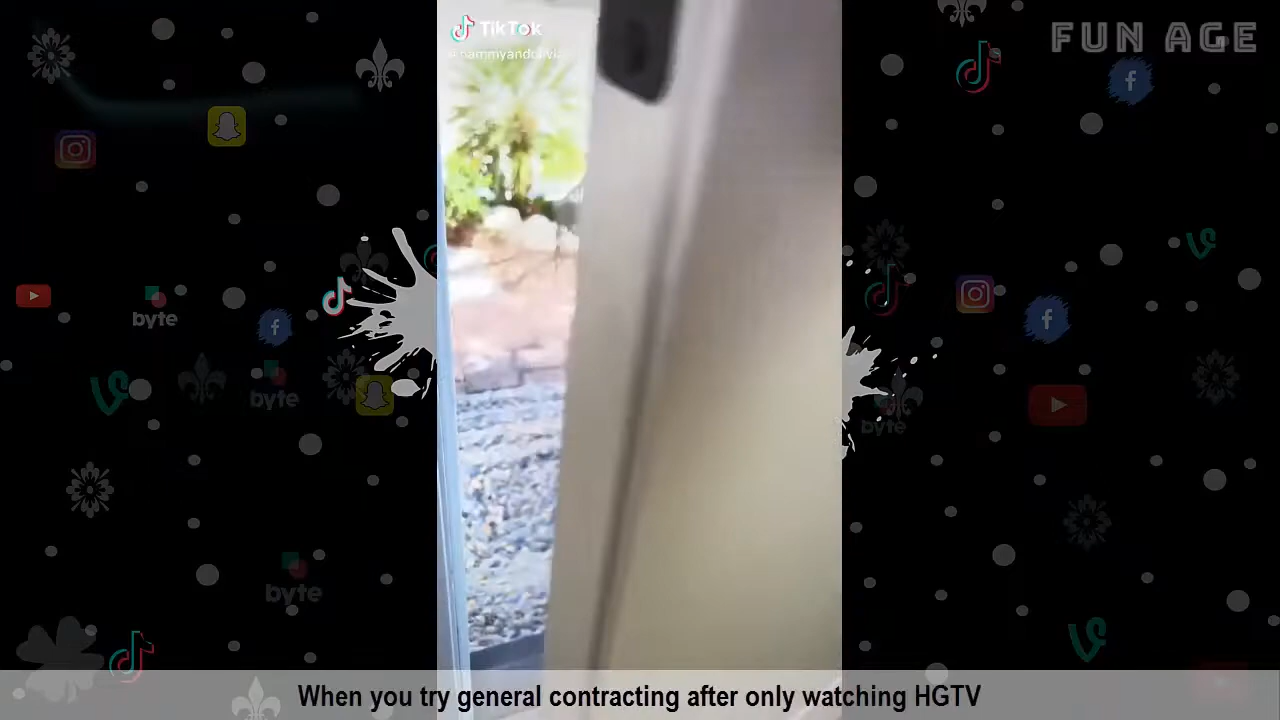 TikTok
FUN AGE
byte
byte
byte
byte
When you try general contracting after only watching HGTV